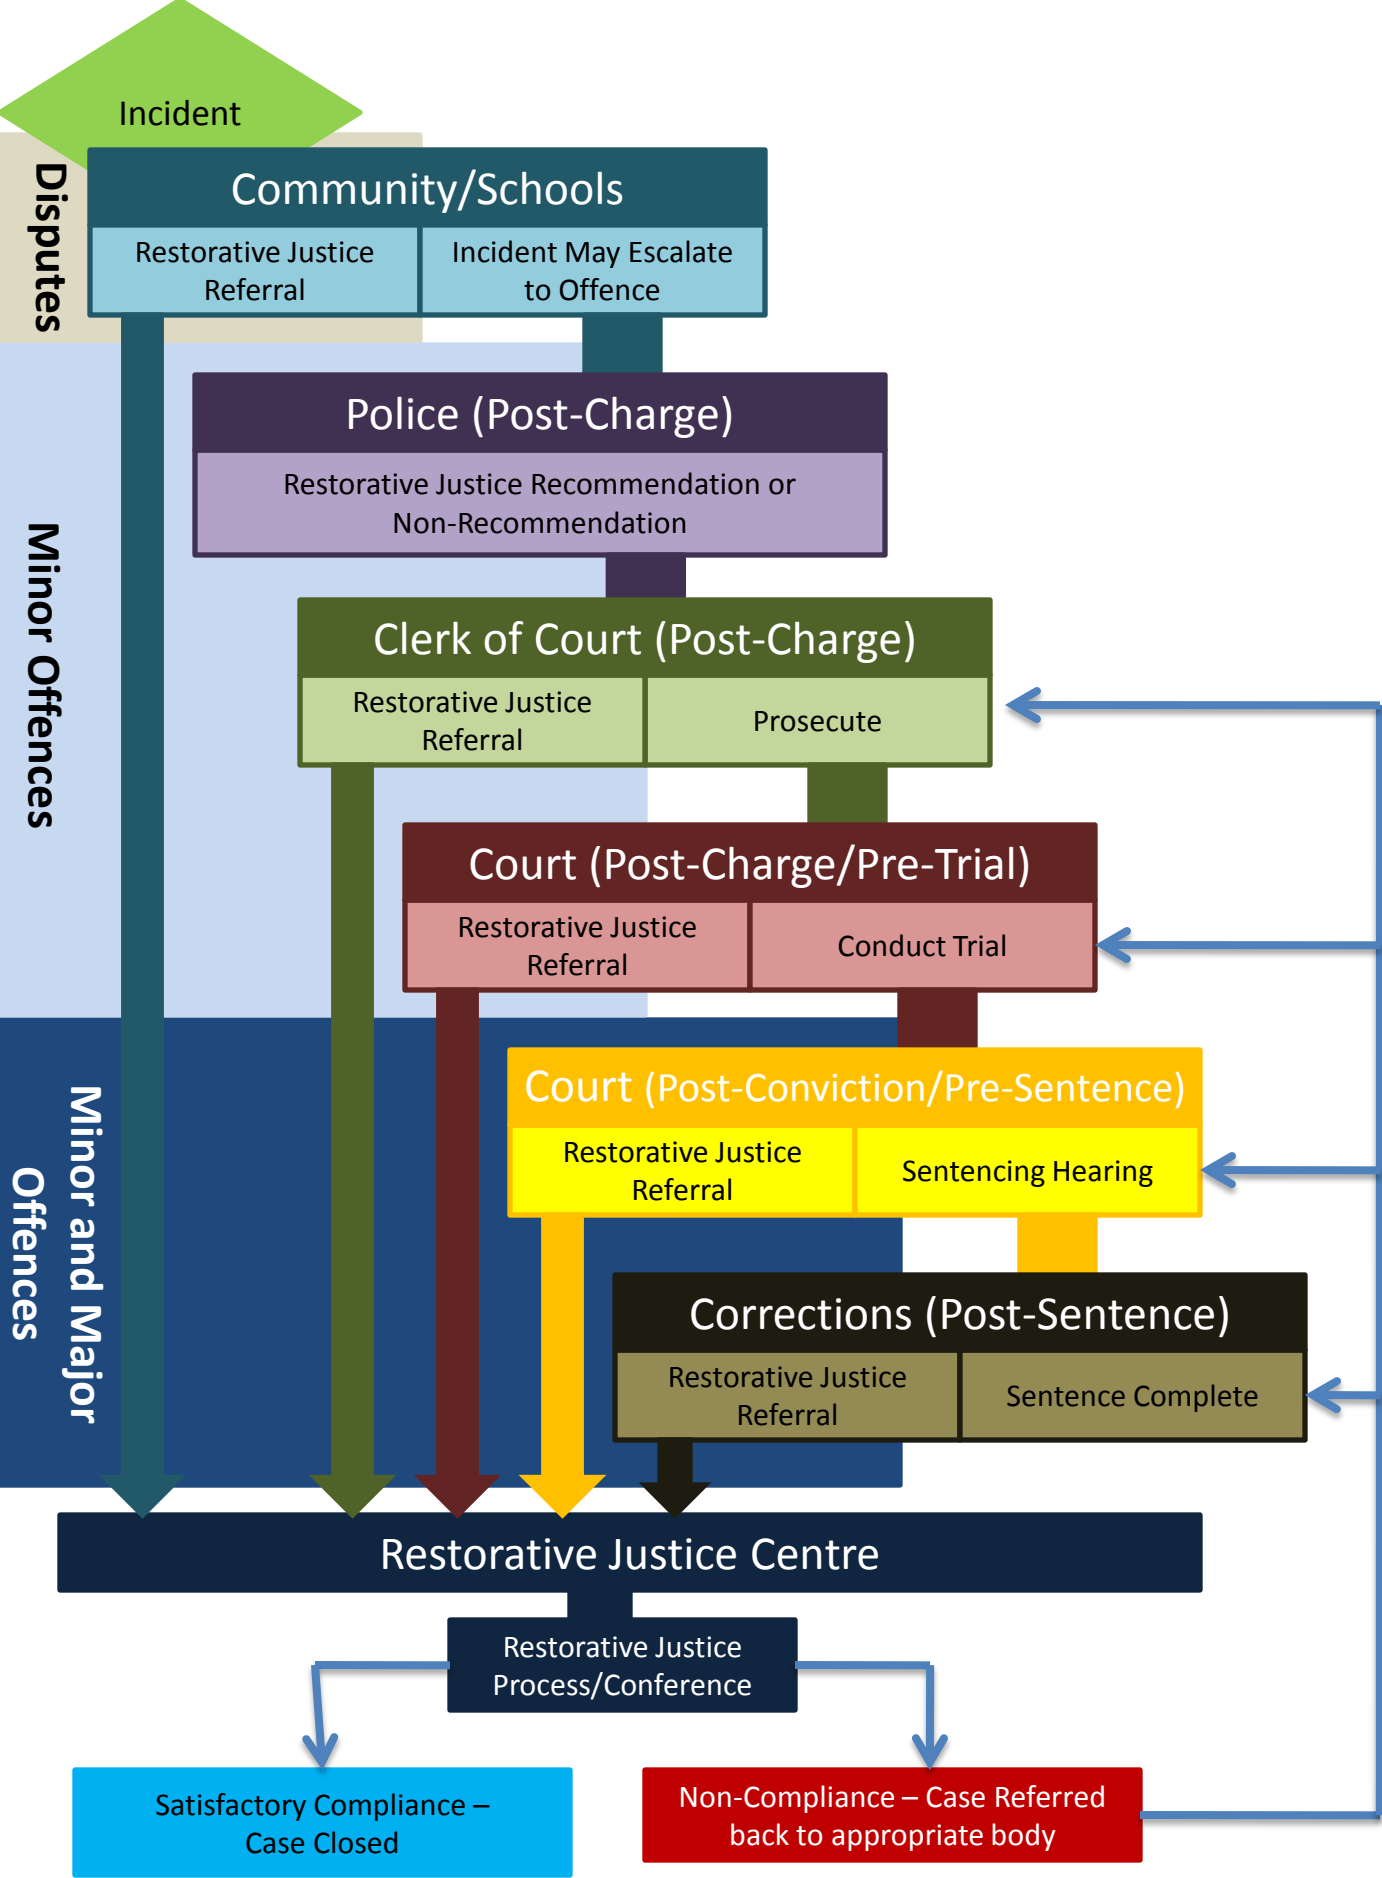 Incident
Disputes
Community/Schools
Restorative Justice
Referral
Incident May Escalate
to Offence
Minor Offences
Police (Post-Charge)
Restorative Justice Recommendation or
Non-Recommendation
Clerk of Court (Post-Charge)
Restorative Justice
Referral
Prosecute
Court (Post-Charge/Pre-Trial)
Restorative Justice
Referral
Conduct Trial
Minor and Major
Offences
Court (Post-Conviction/Pre-Sentence)
Restorative Justice
Referral
Sentencing Hearing
Corrections (Post-Sentence)
Restorative Justice
Referral
Sentence Complete
Restorative Justice Centre
Restorative Justice
Process/Conference
Satisfactory Compliance –
Case Closed
Non-Compliance – Case Referred
back to appropriate body